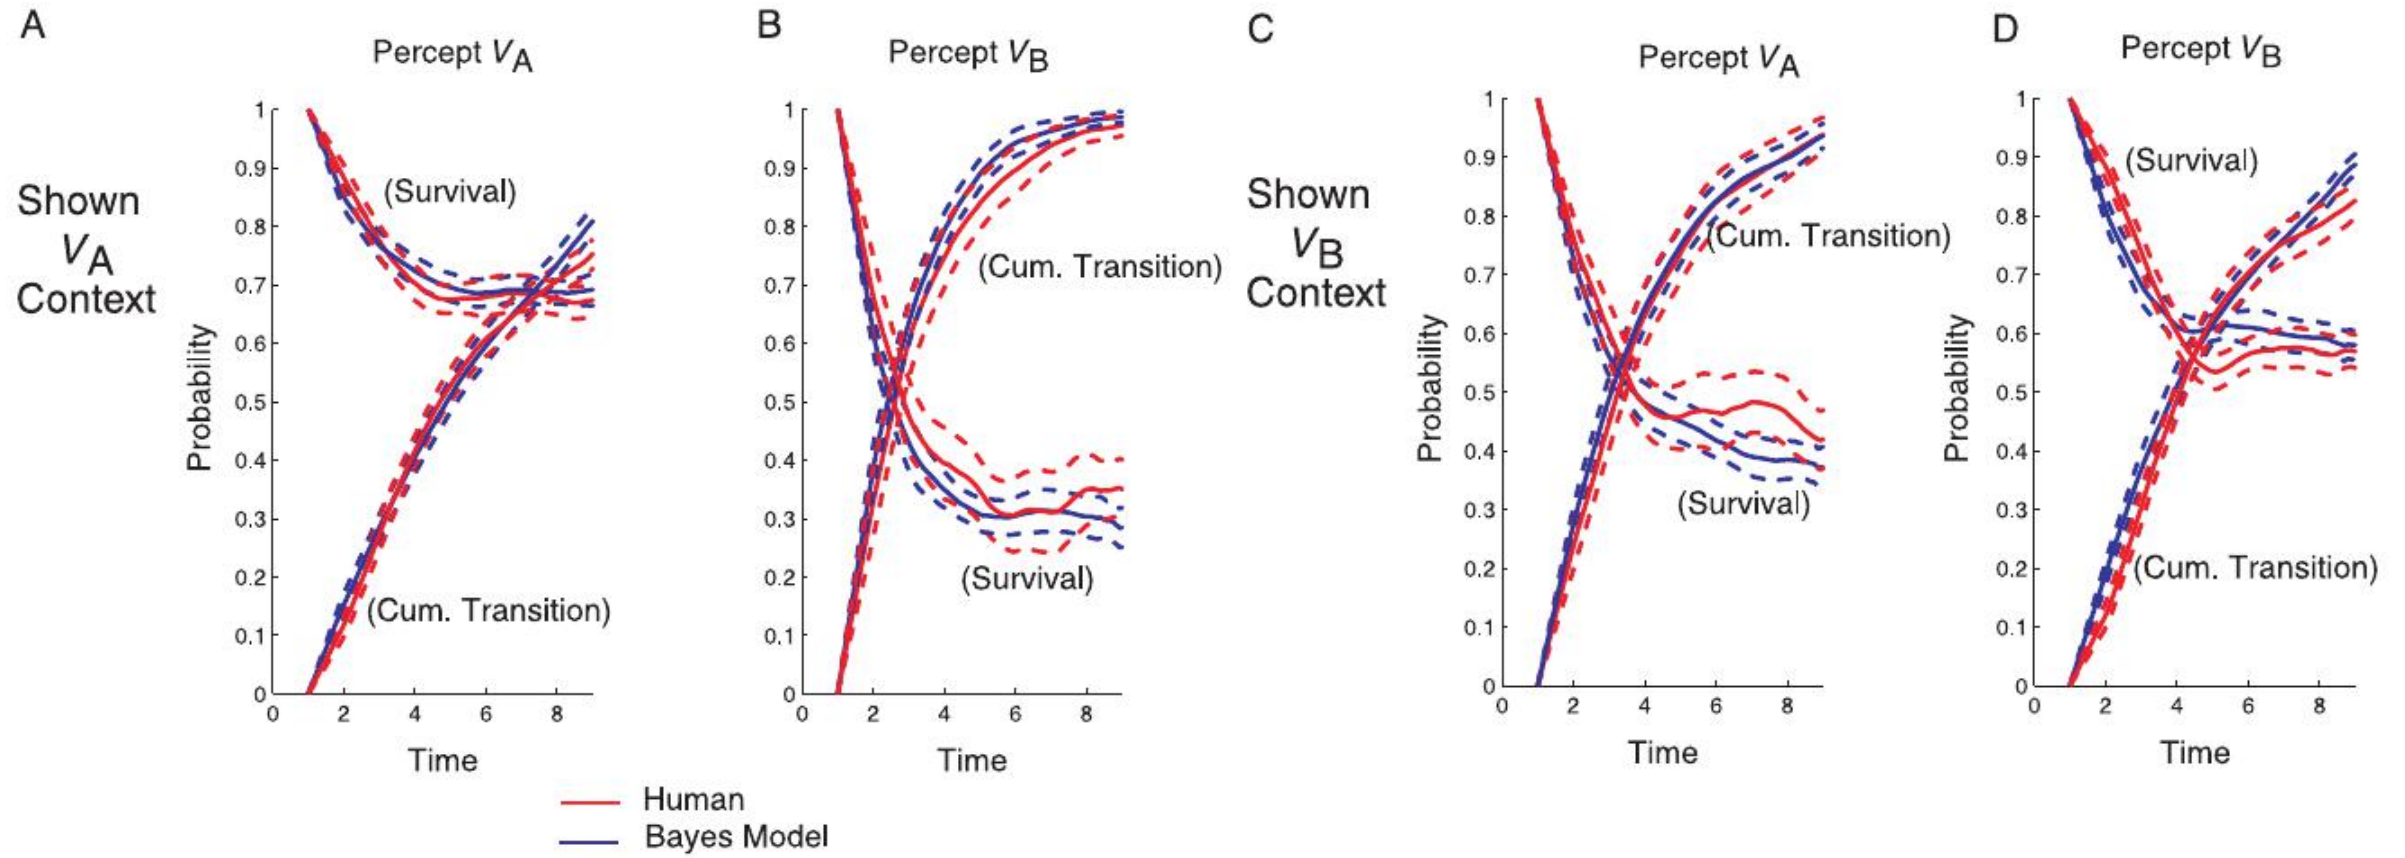 A
Percept VA
B
Percept VB
C
Percept VA
D
Percept VB
Shown
VA
Context
Probability
1
0.9
0.8
0.7
0.6
0.5
0.4
0.3
0.2
0.1
0
(Survival)
(Cum. Transition)
0 2 4 6 8
Time
1
0.9
0.8
0.7
0.6
0.5
0.4
0.3
0.2
0.1
0
(Cum. Transition)
(Survival)
0 2 4 6 8
Time
Shown
VB
Context
Probability
1
0.9
0.8
0.7
0.6
0.5
0.4
0.3
0.2
0.1
0
(Cum. Transition)
(Survival)
0 2 4 6 8
Time
Probability
1
0.9
0.8
0.7
0.6
0.5
0.4
0.3
0.2
0.1
0
(Survival)
(Cum. Transition)
0 2 4 6 8
Time
Human
Bayes Model